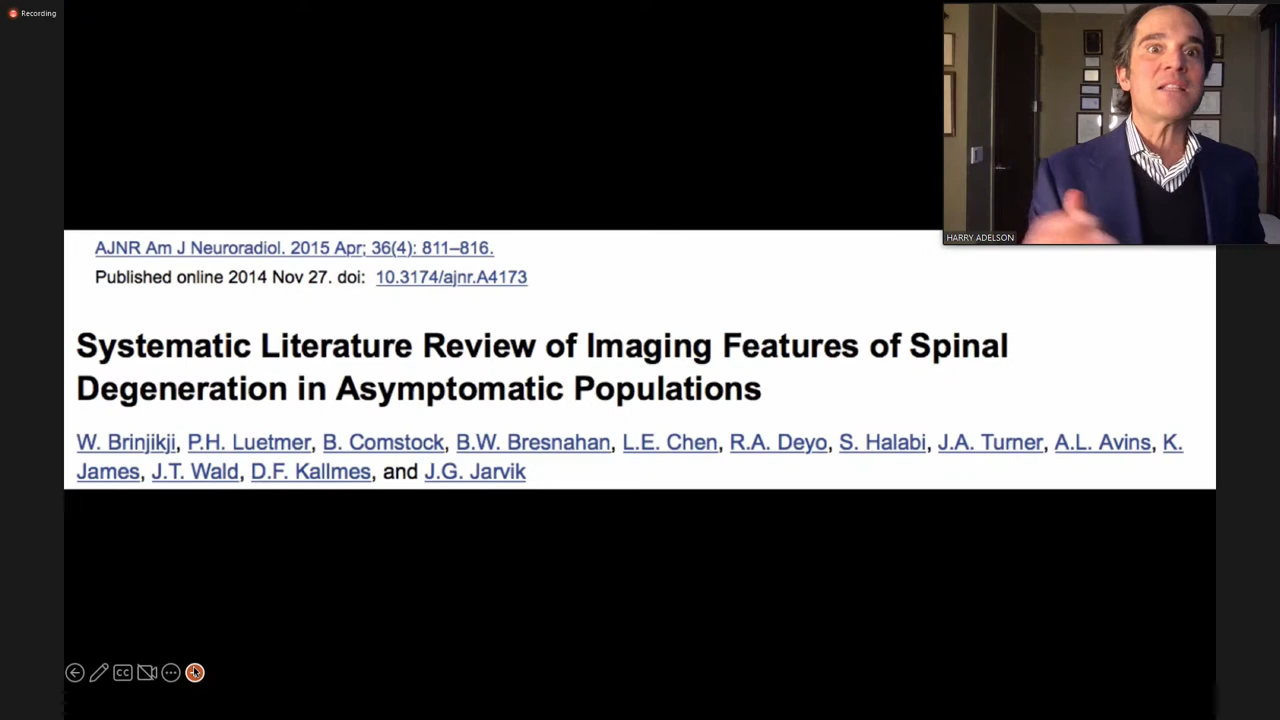 Recording
HARRY ADELSON
AJNR Am J Neuroradiol. 2015 Apr; 36(4): 811–816.
Published online 2014 Nov 27. doi: 10.3174/ajnr.A4173
Systematic Literature Review of Imaging Features of Spinal
Degeneration in Asymptomatic Populations
W. Brinjikji, P.H. Luetmer, B. Comstock, B.W. Bresnahan, L.E. Chen, R.A. Deyo, S. Halabi, J.A. Turner, A.L. Avins, K.
James, J.T. Wald, D.F. Kallmes, and J.G. Jarvik
CC